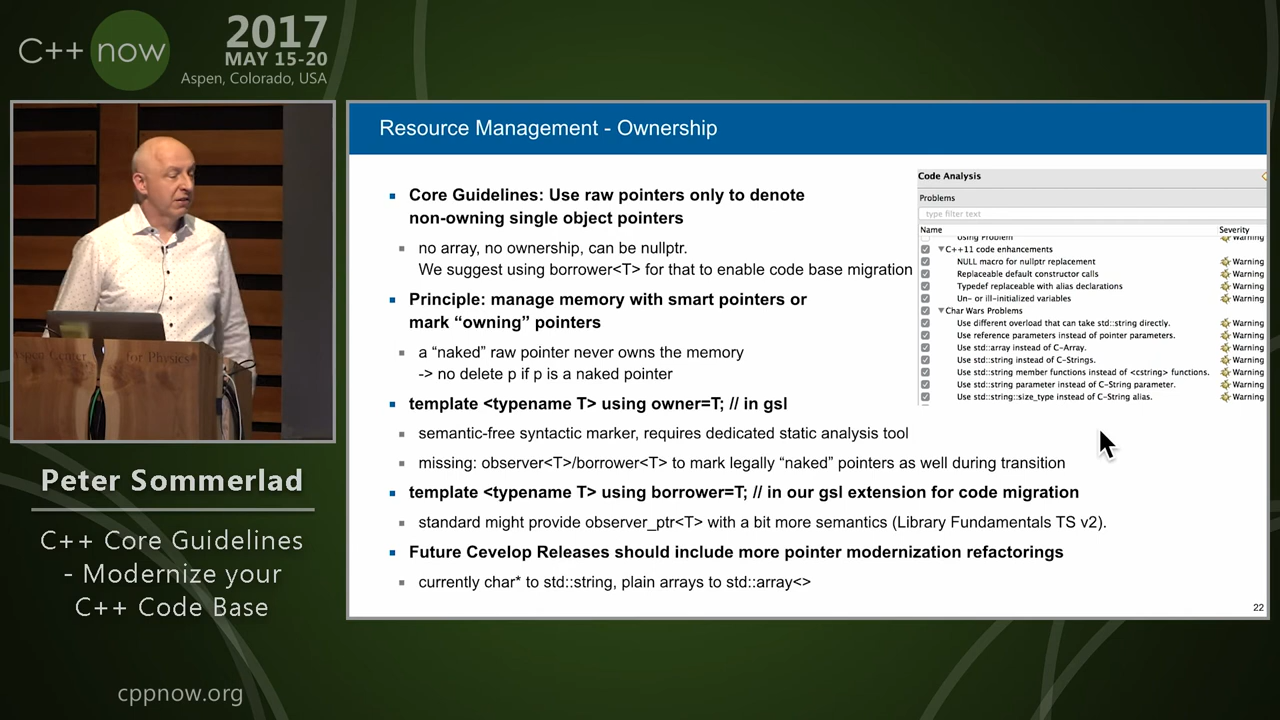 C++ now
2017
MAY 15-20
Aspen, Colorado, USA
Resource Management - Ownership
Core Guidelines: Use raw pointers only to denote
non-owning single object pointers
no array, no ownership, can be nullptr.
We suggest using borrower<T> for that to enable code base migration
Principle: manage memory with smart pointers or
mark “owning” pointers
a “naked” raw pointer never owns the memory
-> no delete p if p is a naked pointer
template <typename T> using owner=T; // in gsl
semantic-free syntactic marker, requires dedicated static analysis tool
missing: observer<T>/borrower<T> to mark legally “naked” pointers as well during transition
template <typename T> using borrower=T; // in our gsl extension for code migration
standard might provide observer_ptr<T> with a bit more semantics (Library Fundamentals TS v2).
Future Cevelop Releases should include more pointer modernization refactorings
currently char* to std::string, plain arrays to std::array<>
22
Code Analysis
Problems
type filter text
Name Severity
Using Problem Warning
C++11 code enhancements
NULL macro for nullptr replacement Warning
Replaceable default constructor calls Warning
Typedef replaceable with alias declarations Warning
Un- or ill-initialized variables Warning
Char Wars Problems
Use different overload that can take std::string directly. Warning
Use reference parameters instead of pointer parameters. Warning
Use std::array instead of C-Array. Warning
Use std::string instead of C-Strings. Warning
Use std::string member functions instead of <cstring> functions. Warning
Use std::string parameter instead of C-String parameter. Warning
Use std::string::size_type instead of C-String alias. Warning
for Physics
Peter Sommerlad
C++ Core Guidelines
- Modernize your
C++ Code Base
cppnow.org